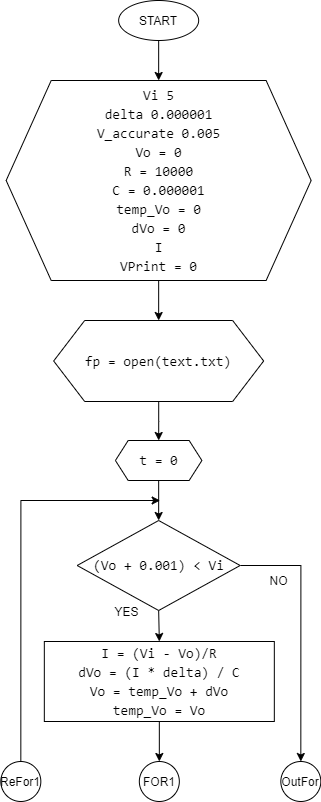 START
Vi 5
delta 0.000001
V_accurate 0.005
Vo = 0
R = 10000
C = 0.000001
temp_Vo = 0
dVo = 0
I
VPrint = 0
fp = open(text.txt)
t = 0
(Vo + 0.001) < Vi
NO
YES
I = (Vi - Vo)/R
dVo = (I * delta) / C
Vo = temp_Vo + dVo
temp_Vo = Vo
ReFor1
FOR1
OutFor